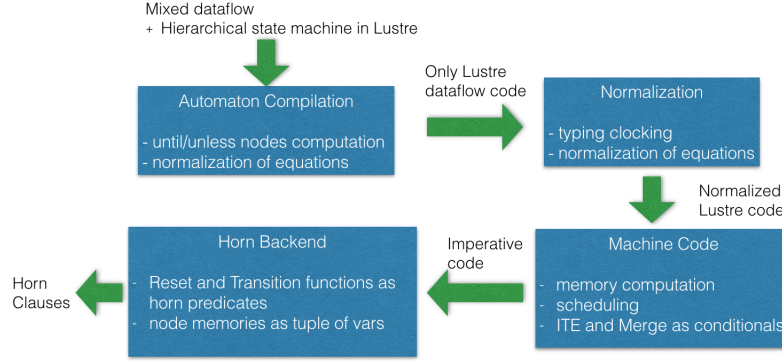 Mixed dataflow
+ Hierarchical state machine in Lustre
Automaton Compilation
- until/unless nodes computation
- normalization of equations
Only Lustre
dataflow code
Normalization
- typing clocking
- normalization of equations
Normalized
Lustre code
Machine Code
- memory computation
- scheduling
- ITE and Merge as conditionals
Imperative
code
Horn Backend
- Reset and Transition functions as
horn predicates
- node memories as tuple of vars
Horn
Clauses